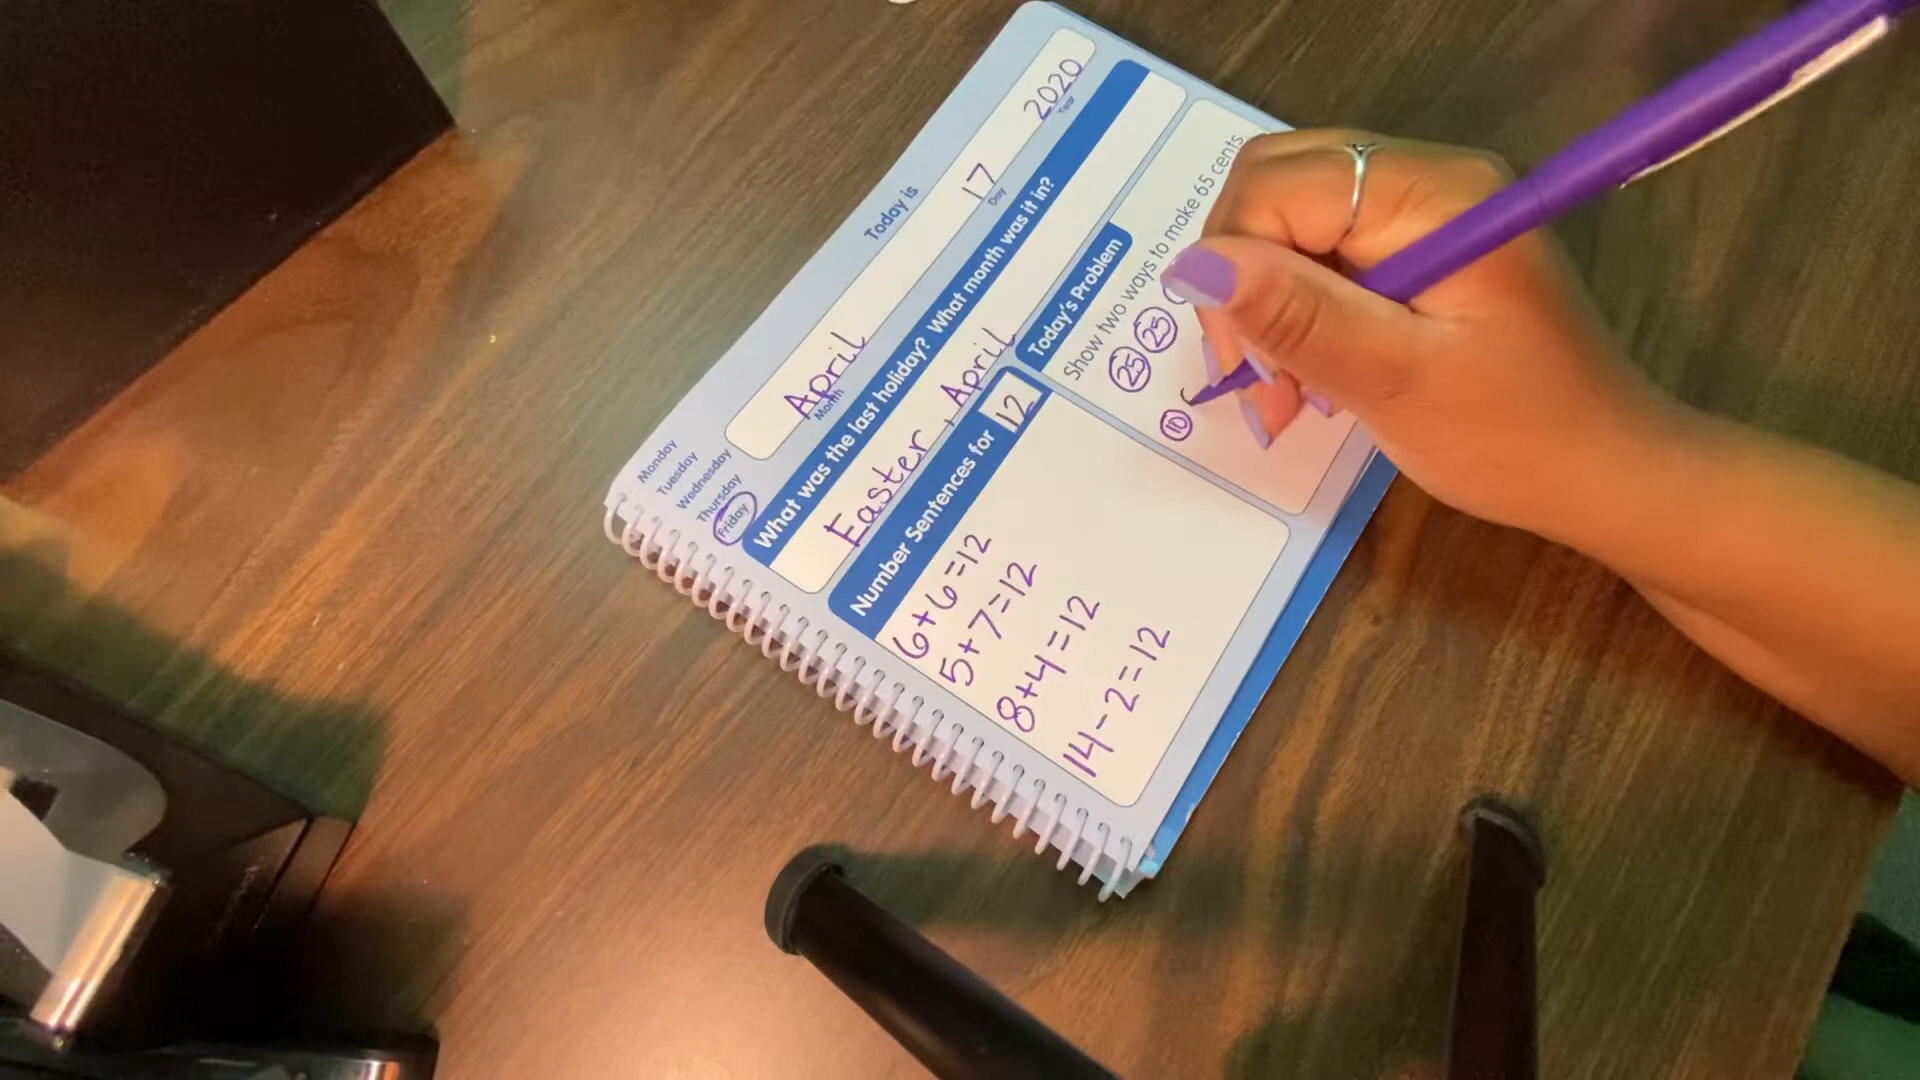 Monday
Tuesday
Wednesday
Thursday
Friday
Today is
April 17 2020
Month Day Year
What was the last holiday? What month was it in?
Easter, April
Number Sentences for 12
6+6=12
5+7=12
8+4=12
14-2=12
Today's Problem
Show two ways to make 65 cents.
25 25
10